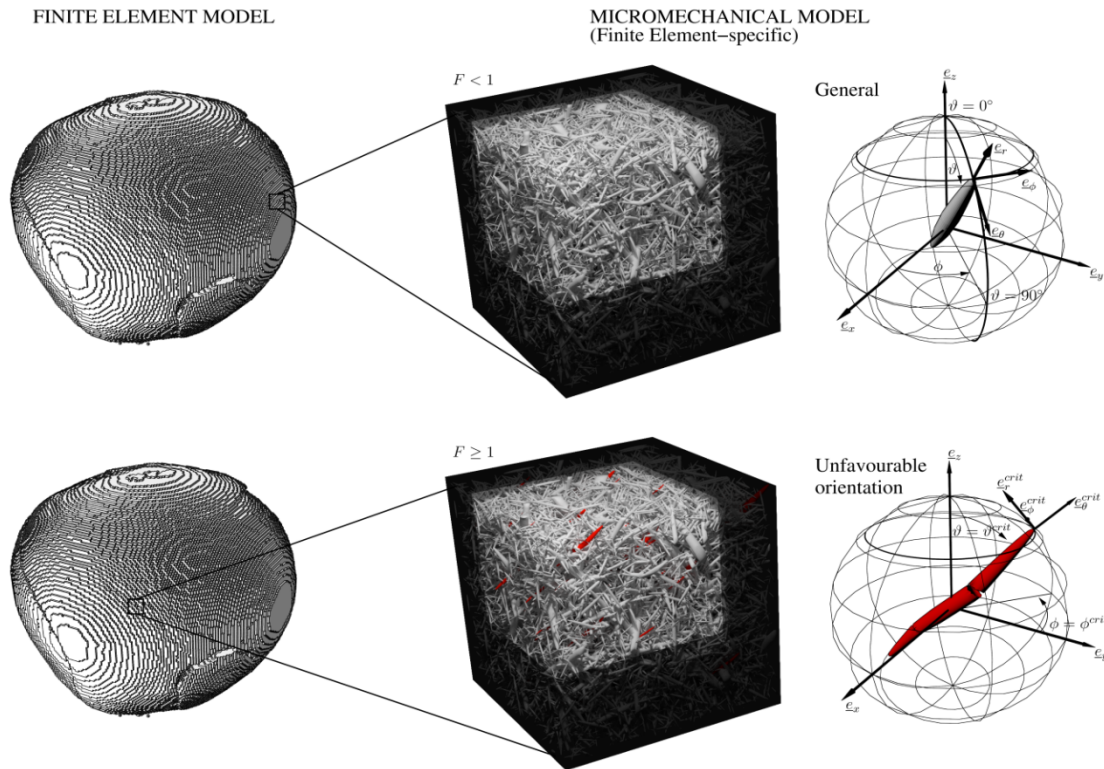 FINITE ELEMENT MODEL
MICROMECHANICAL MODEL
(Finite Element−specific)
F < 1
General
e_z
ϑ = 0°
e_r
ϑ
e_ϕ
e_θ
ϕ
e_y
ϑ = 90°
e_x
F ≥ 1
Unfavourable
orientation
e_z
e_r^crit
e_ϕ^crit
e_θ^crit
ϑ = ϑ^crit
ϕ = ϕ^crit
e_x